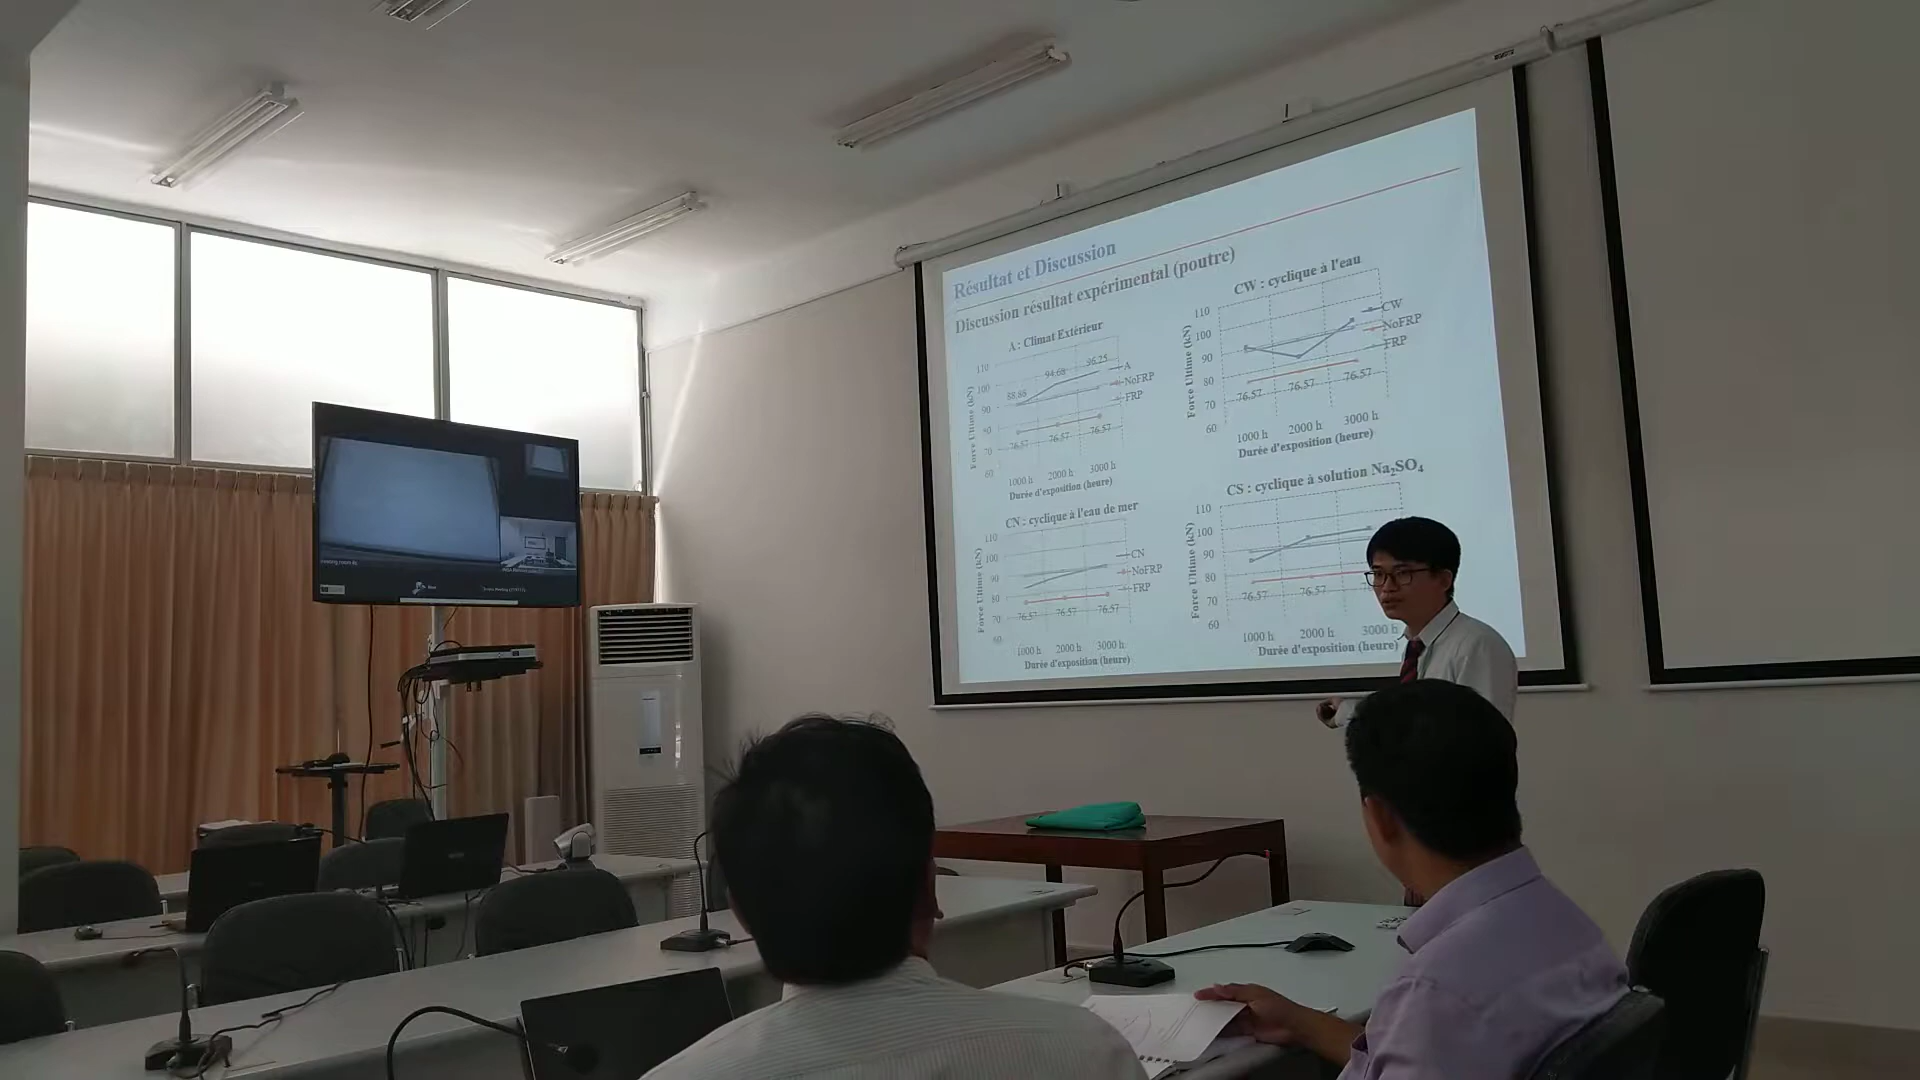 Résultat et Discussion
Discussion résultat expérimental (poutre)
A : Climat Extérieur
Force Ultime (kN)
110
100
90
80
70
60
88.86
94.68
96.25
A
NoFRP
FRP
76.57
76.57
76.57
1000 h
2000 h
3000 h
Durée d'exposition (heure)
CW : cyclique à l'eau
Force Ultime (kN)
110
100
90
80
70
60
CW
NoFRP
FRP
76.57
76.57
76.57
1000 h
2000 h
3000 h
Durée d'exposition (heure)
CN : cyclique à l'eau de mer
Force Ultime (kN)
110
100
90
80
70
60
CN
NoFRP
FRP
76.57
76.57
76.57
1000 h
2000 h
3000 h
Durée d'exposition (heure)
CS : cyclique à solution Na₂SO₄
Force Ultime (kN)
110
100
90
80
70
60
76.57
76.57
1000 h
2000 h
3000 h
Durée d'exposition (heure)